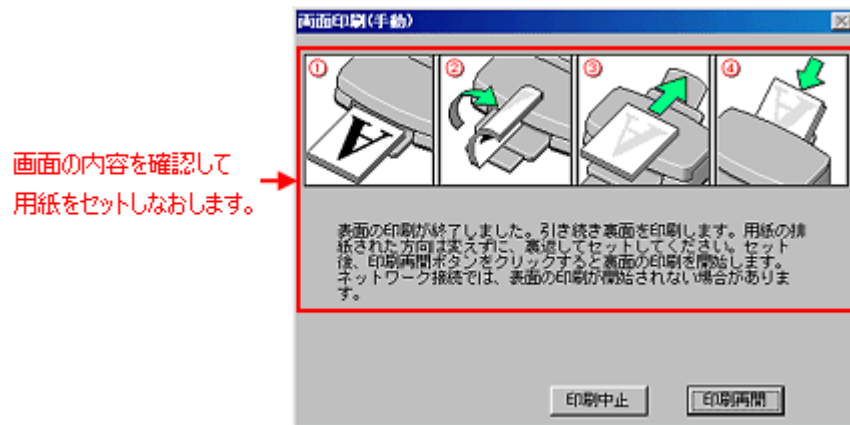 画面印刷(手動)
① ② ③ ④
画面の内容を確認して
用紙をセットしなおします。
表面の印刷が終了しました。引き続き裏面を印刷します。用紙の排
紙された方向は変えずに、裏返してセットしてください。セット
後、印刷再開ボタンをクリックすると裏面の印刷を開始します。
ネットワーク接続では、表面の印刷が開始されない場合がありま
す。
印刷中止 印刷再開